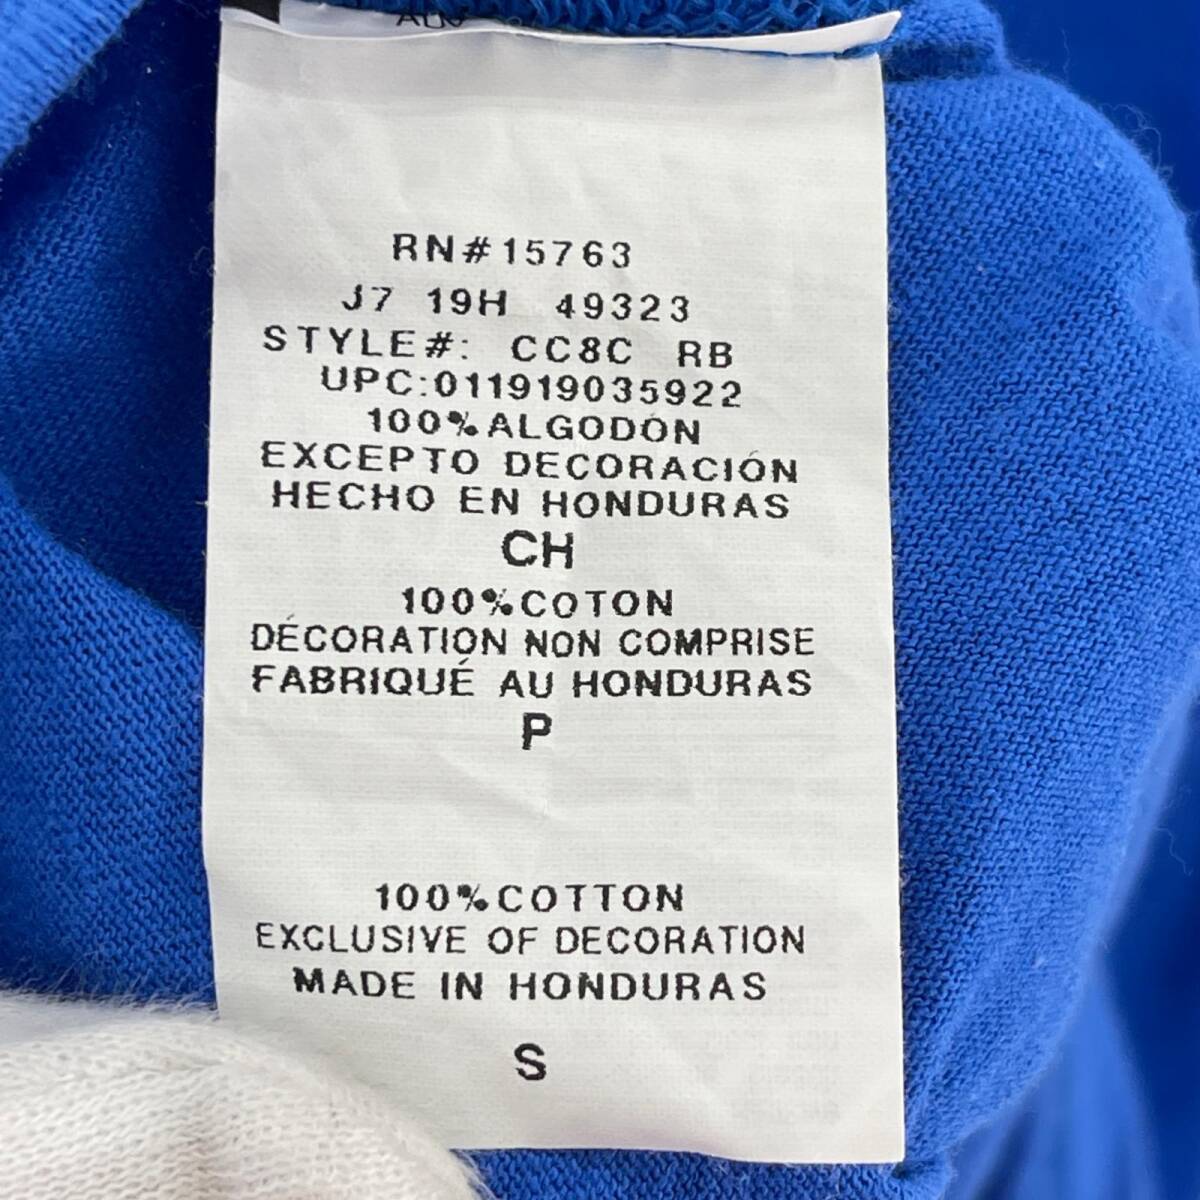 RN#15763
J7 19H 49323
STYLE#: CC8C RB
UPC:011919035922
100%ALGODÓN
EXCEPTO DECORACIÓN
HECHO EN HONDURAS
CH
100%COTON
DÉCORATION NON COMPRISE
FABRIQUÉ AU HONDURAS
P
100%COTTON
EXCLUSIVE OF DECORATION
MADE IN HONDURAS
S